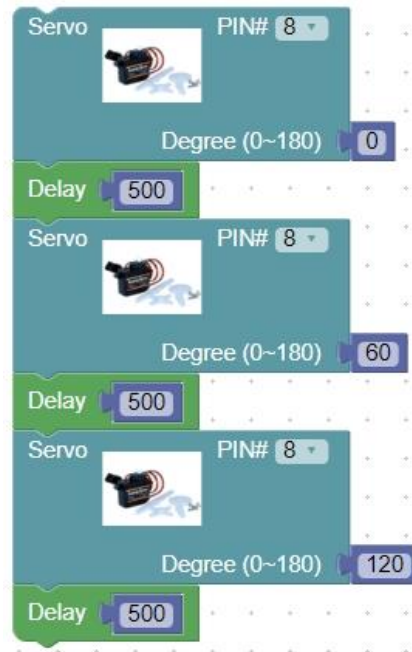 Servo PIN# 8
Degree (0~180) 0
Delay 500
Servo PIN# 8
Degree (0~180) 60
Delay 500
Servo PIN# 8
Degree (0~180) 120
Delay 500